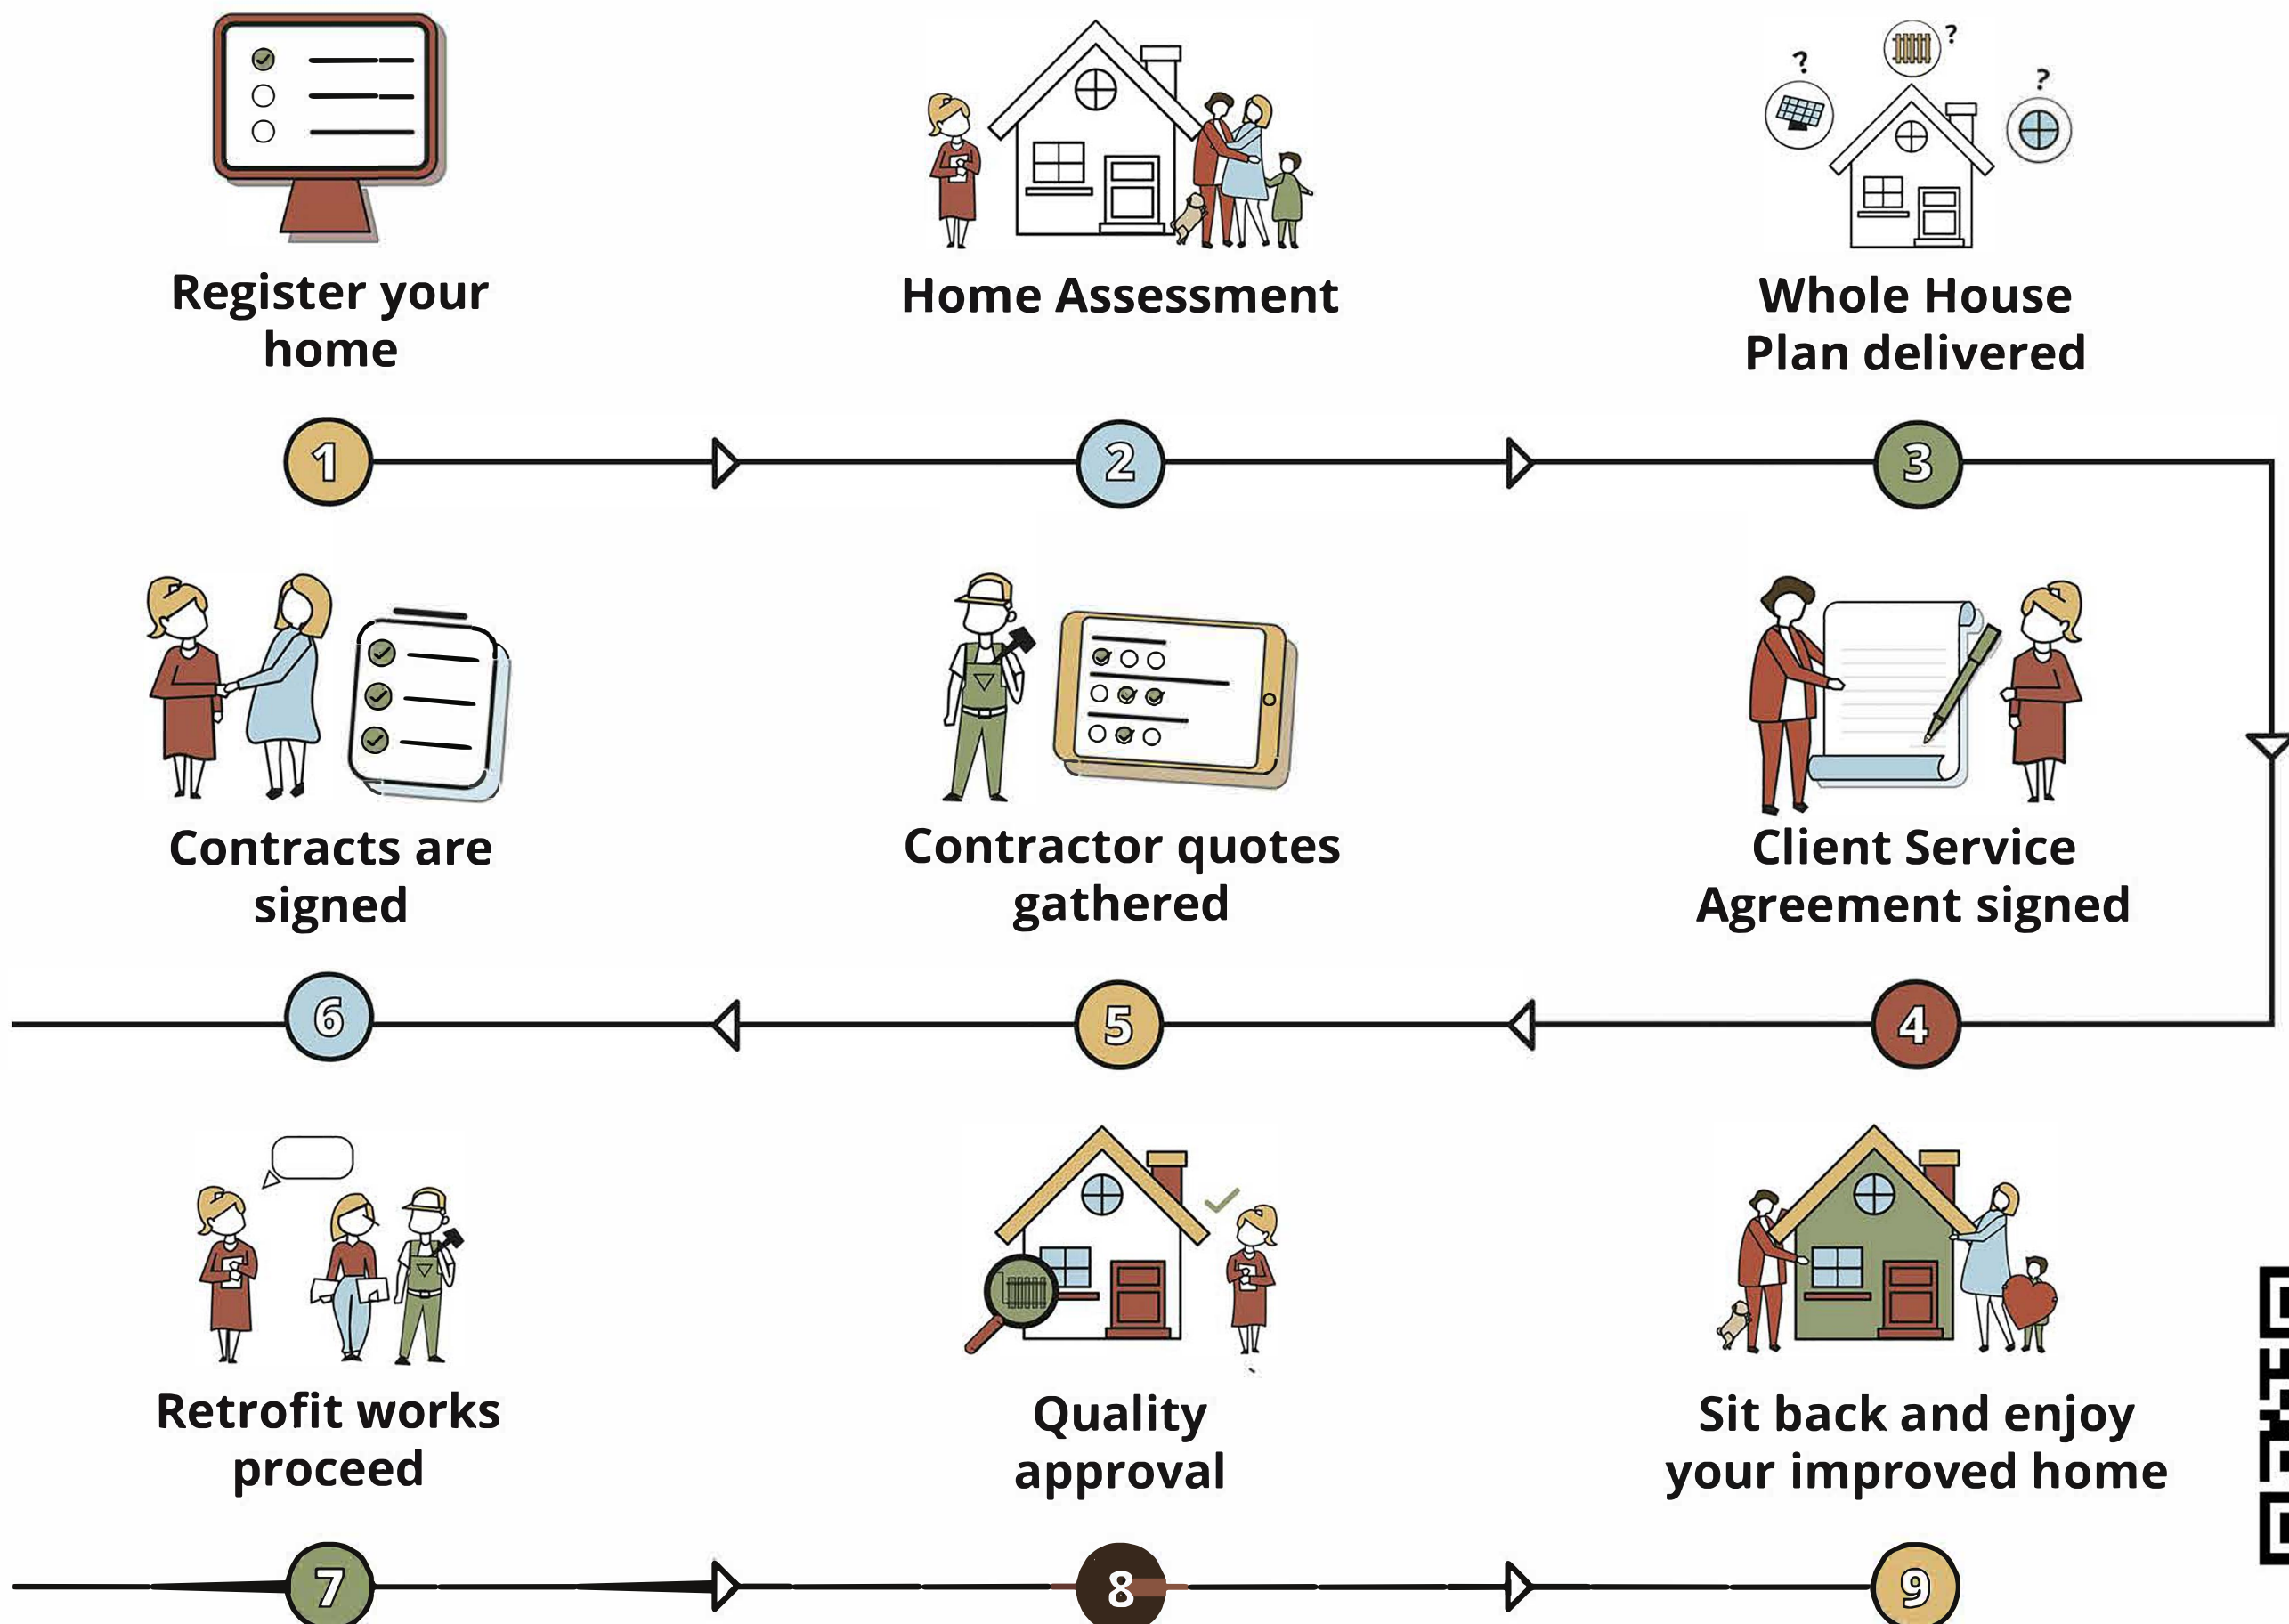 ?
?
?
Register your
home
Home Assessment
Whole House
Plan delivered
1
2
3
Client Service
Agreement signed
Contractor quotes
gathered
Contracts are
signed
4
5
6
Retrofit works
proceed
Quality
approval
Sit back and enjoy
your improved home
7
8
9